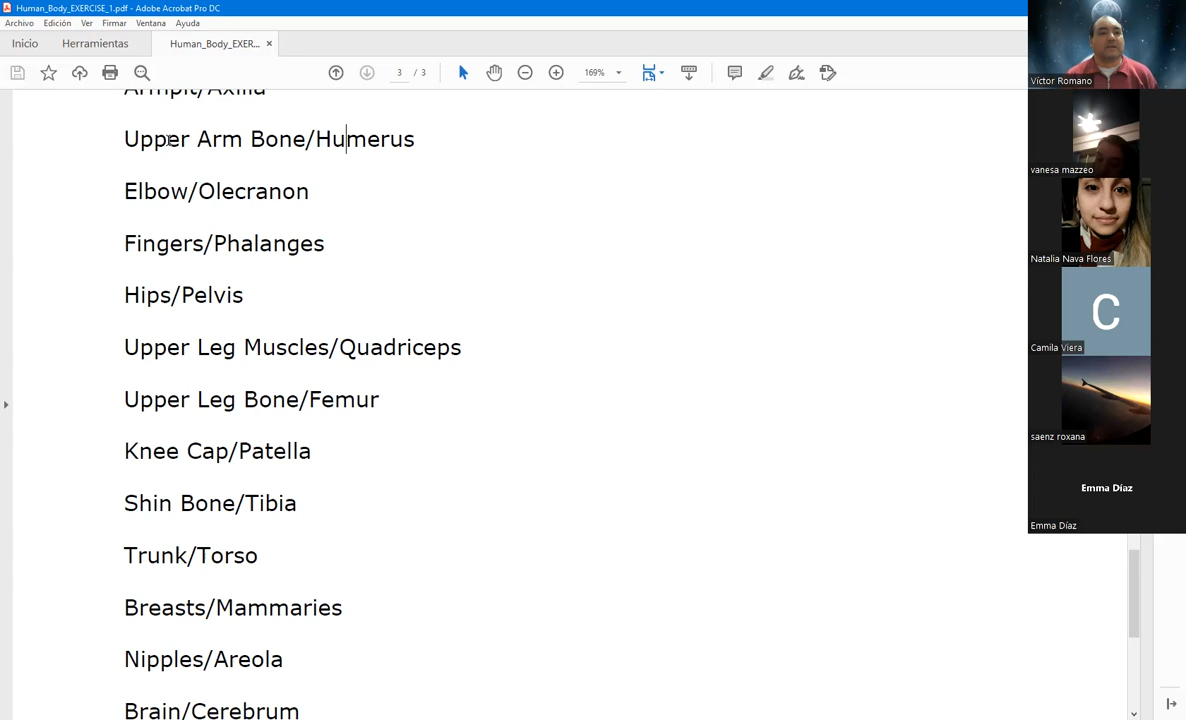 Human_Body_EXERCISE_1.pdf - Adobe Acrobat Pro DC
Archivo Edición Ver Firmar Ventana Ayuda
Inicio Herramientas Human_Body_EXER... ×
3 / 3 169%
Armpit/Axilla
Upper Arm Bone/Humerus
Elbow/Olecranon
Fingers/Phalanges
Hips/Pelvis
Upper Leg Muscles/Quadriceps
Upper Leg Bone/Femur
Knee Cap/Patella
Shin Bone/Tibia
Trunk/Torso
Breasts/Mammaries
Nipples/Areola
Brain/Cerebrum
Víctor Romano
vanesa mazzeo
Natalia Nava Flores
C
Camila Viera
saenz roxana
Emma Díaz
Emma Díaz